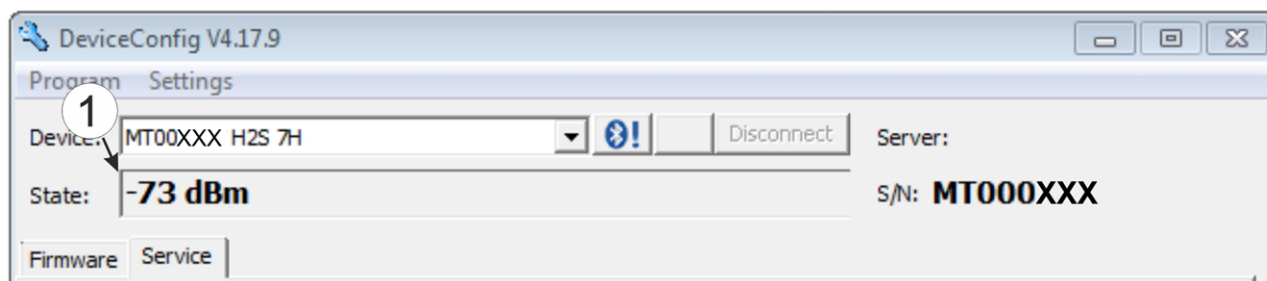 DeviceConfig V4.17.9
Program Settings
1
Device: MT00XXX H2S 7H Disconnect Server:
State: -73 dBm S/N: MT000XXX
Firmware Service